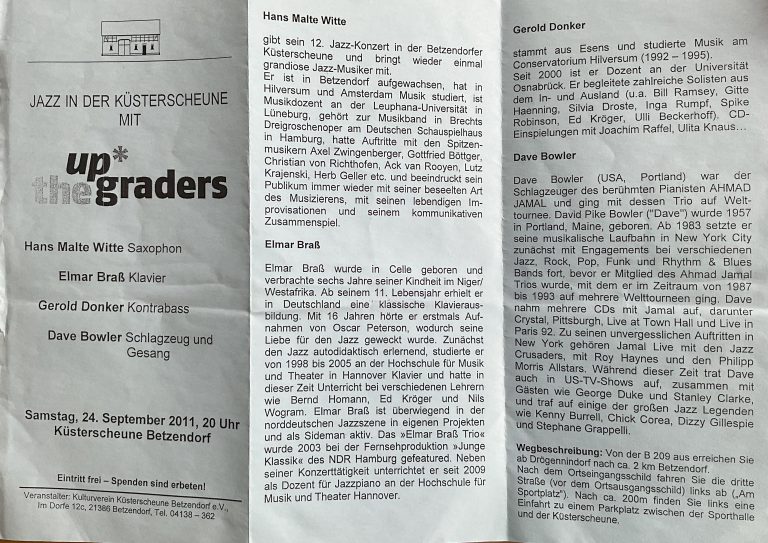 JAZZ IN DER KÜSTERSCHEUNE
MIT
up*
the graders
Hans Malte Witte Saxophon
Elmar Braß Klavier
Gerold Donker Kontrabass
Dave Bowler Schlagzeug und
Gesang
Samstag, 24. September 2011, 20 Uhr
Küsterscheune Betzendorf
Eintritt frei – Spenden sind erbeten!
Veranstalter: Kulturverein Küsterscheune Betzendorf e.V.,
Im Dorfe 12c, 21386 Betzendorf, Tel. 04138 – 362
Hans Malte Witte
gibt sein 12. Jazz-Konzert in der Betzendorfer
Küsterscheune und bringt wieder einmal
grandiose Jazz-Musiker mit.
Er ist in Betzendorf aufgewachsen, hat in
Hilversum und Amsterdam Musik studiert, ist
Musikdozent an der Leuphana-Universität in
Lüneburg, gehört zur Musikband in Brechts
Dreigroschenoper am Deutschen Schauspielhaus
in Hamburg, hatte Auftritte mit den Spitzen-
musikern Axel Zwingenberger, Gottfried Böttger,
Christian von Richthofen, Ack van Rooyen, Lutz
Krajenski, Herb Geller etc. und beeindruckt sein
Publikum immer wieder mit seiner beseelten Art
des Musizierens, mit seinen lebendigen Im-
provisationen und seinem kommunikativen
Zusammenspiel.
Elmar Braß
Elmar Braß wurde in Celle geboren und
verbrachte sechs Jahre seiner Kindheit im Niger/
Westafrika. Ab seinem 11. Lebensjahr erhielt er
in Deutschland eine klassische Klavieraus-
bildung. Mit 16 Jahren hörte er erstmals Auf-
nahmen von Oscar Peterson, wodurch seine
Liebe für den Jazz geweckt wurde. Zunächst
den Jazz autodidaktisch erlernend, studierte er
von 1998 bis 2005 an der Hochschule für Musik
und Theater in Hannover Klavier und hatte in
dieser Zeit Unterricht bei verschiedenen Lehrern
wie Bernd Homann, Ed Kröger und Nils
Wogram. Elmar Braß ist überwiegend in der
norddeutschen Jazzszene in eigenen Projekten
und als Sideman aktiv. Das »Elmar Braß Trio«
wurde 2003 bei der Fernsehproduktion »Junge
Klassik« des NDR Hamburg gefeatured. Neben
seiner Konzerttätigkeit unterrichtet er seit 2009
als Dozent für Jazzpiano an der Hochschule für
Musik und Theater Hannover.
Gerold Donker
stammt aus Esens und studierte Musik am
Conservatorium Hilversum (1992 – 1995).
Seit 2000 ist er Dozent an der Universität
Osnabrück. Er begleitete zahlreiche Solisten aus
dem In- und Ausland (u.a. Bill Ramsey, Gitte
Haenning, Silvia Droste, Inga Rumpf, Spike
Robinson, Ed Kröger, Ulli Beckerhoff). CD-
Einspielungen mit Joachim Raffel, Ulita Knaus...
Dave Bowler
Dave Bowler (USA, Portland) war der
Schlagzeuger des berühmten Pianisten AHMAD
JAMAL und ging mit dessen Trio auf Welt-
tournee. David Pike Bowler ("Dave") wurde 1957
in Portland, Maine, geboren. Ab 1983 setzte er
seine musikalische Laufbahn in New York City
zunächst mit Engagements bei verschiedenen
Jazz, Rock, Pop, Funk und Rhythm & Blues
Bands fort, bevor er Mitglied des Ahmad Jamal
Trios wurde, mit dem er im Zeitraum von 1987
bis 1993 auf mehrere Welttourneen ging. Dave
nahm mehrere CDs mit Jamal auf, darunter
Crystal, Pittsburgh, Live at Town Hall und Live in
Paris 92. Zu seinen unvergesslichen Auftritten in
New York gehören Jamal Live mit den Jazz
Crusaders, mit Roy Haynes und den Philipp
Morris Allstars. Während dieser Zeit trat Dave
auch in US-TV-Shows auf, zusammen mit
Gästen wie George Duke und Stanley Clarke,
und traf auf einige der großen Jazz Legenden
wie Kenny Burrell, Chick Corea, Dizzy Gillespie
und Stephane Grappelli.
Wegbeschreibung: Von der B 209 aus erreichen Sie
ab Drögennindorf nach ca. 2 km Betzendorf.
Nach dem Ortseingangsschild fahren Sie die dritte
Straße (vor dem Ortsausgangsschild) links ab („Am
Sportplatz"). Nach ca. 200m finden Sie links eine
Einfahrt zu einem Parkplatz zwischen der Sporthalle
und der Küsterscheune.